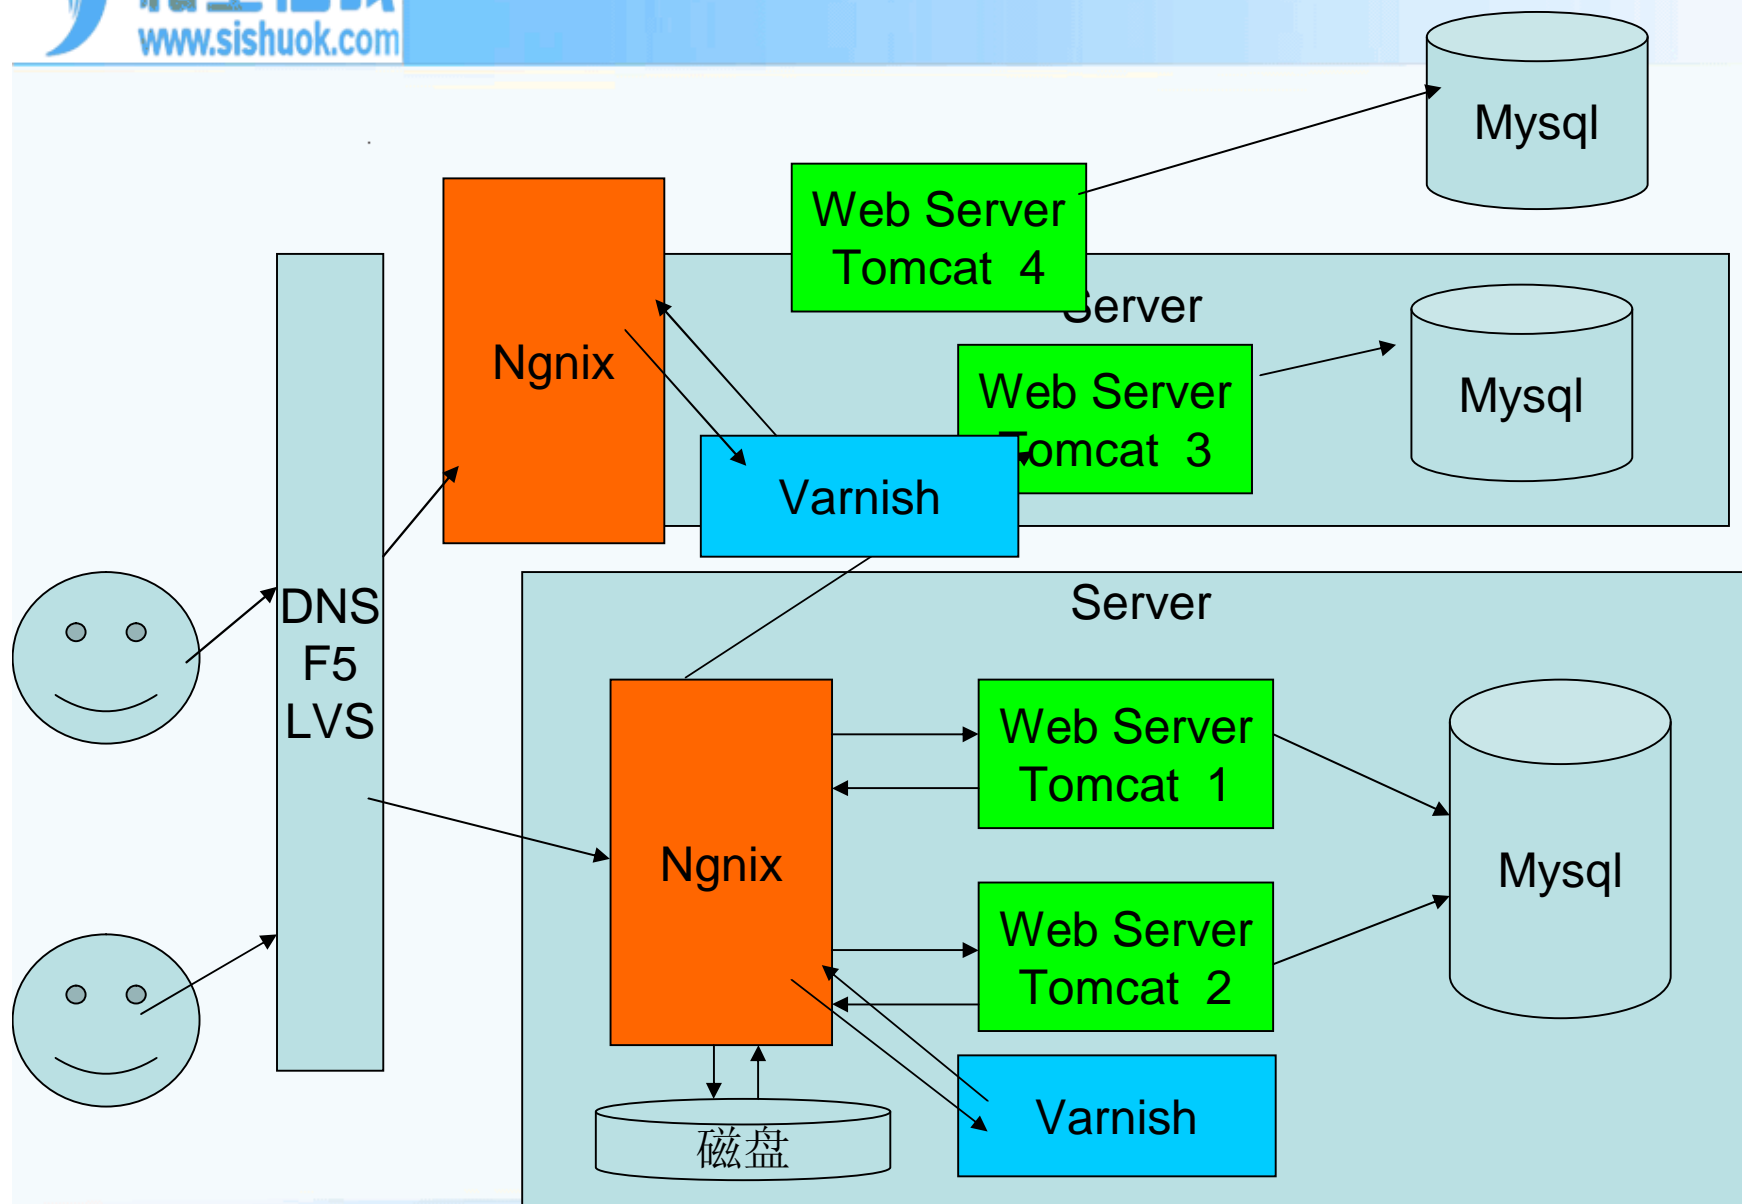 www.sishuok.com
Mysql
Web Server
Tomcat 4
Server
Mysql
Ngnix
Web Server
Tomcat 3
Varnish
DNS
F5
LVS
Server
Web Server
Tomcat 1
Ngnix
Mysql
Web Server
Tomcat 2
Varnish
磁盘